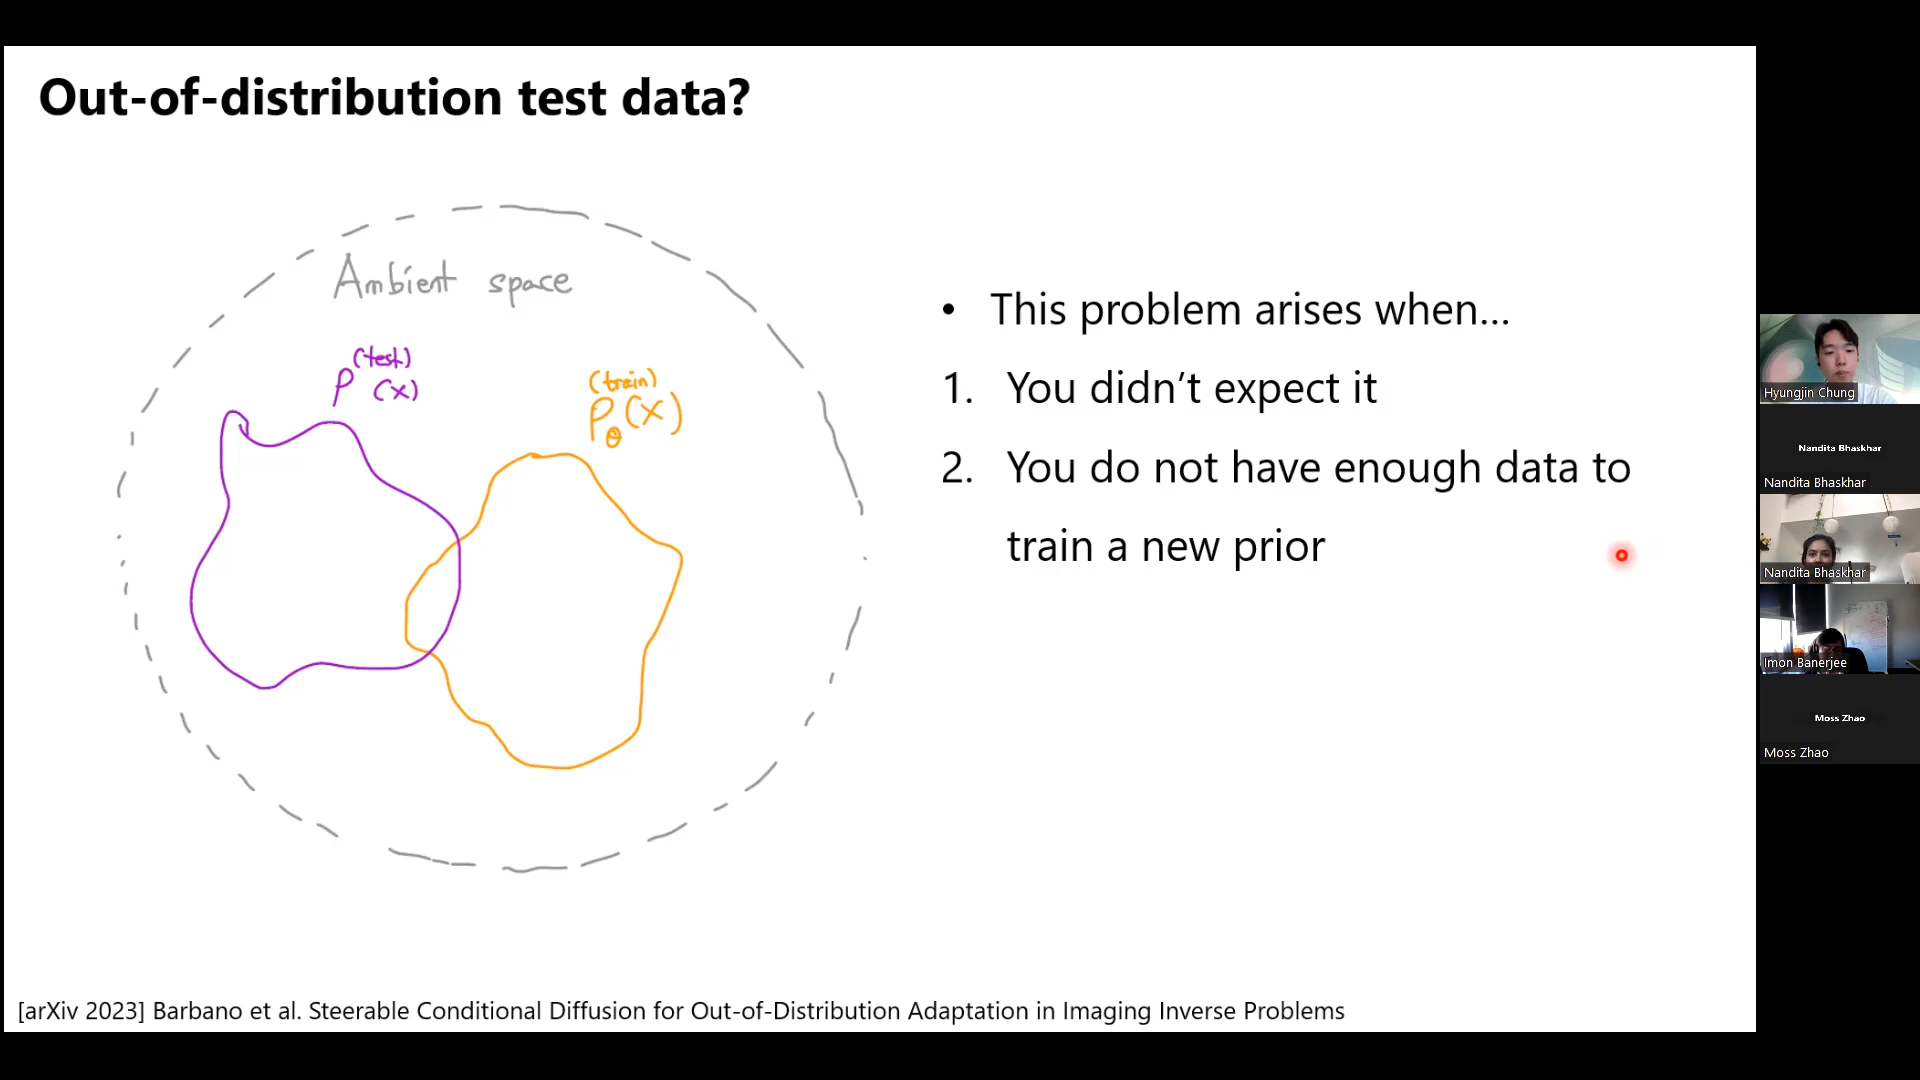 Out-of-distribution test data?
Ambient space
(test)
P (x)
(train)
Pθ(x)
• This problem arises when...
1. You didn’t expect it
2. You do not have enough data to
train a new prior
[arXiv 2023] Barbano et al. Steerable Conditional Diffusion for Out-of-Distribution Adaptation in Imaging Inverse Problems
Hyungjin Chung
Nandita Bhaskhar
Nandita Bhaskhar
Nandita Bhaskhar
Imon Banerjee
Moss Zhao
Moss Zhao